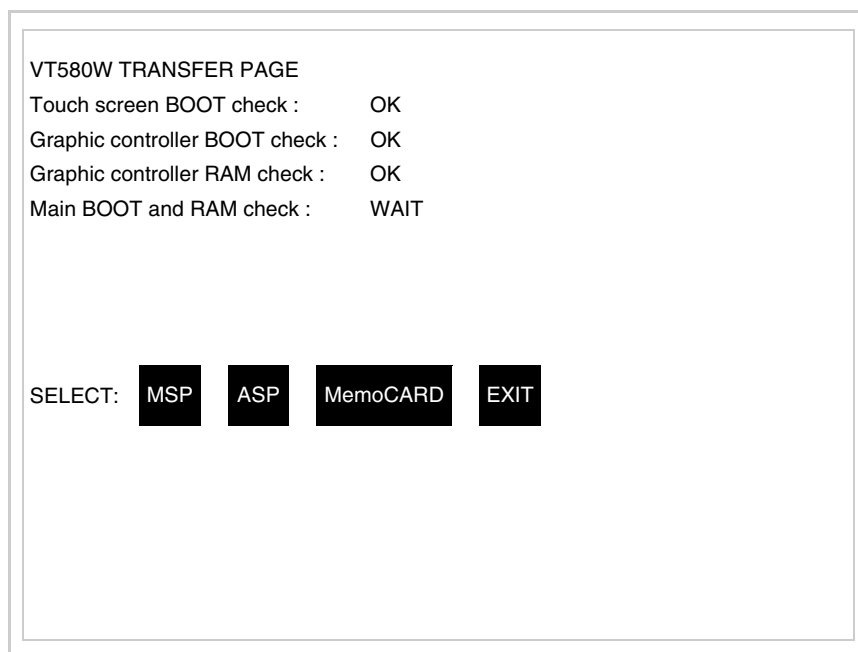 VT580W TRANSFER PAGE
Touch screen BOOT check : OK
Graphic controller BOOT check : OK
Graphic controller RAM check : OK
Main BOOT and RAM check : WAIT
SELECT: MSP ASP MemoCARD EXIT